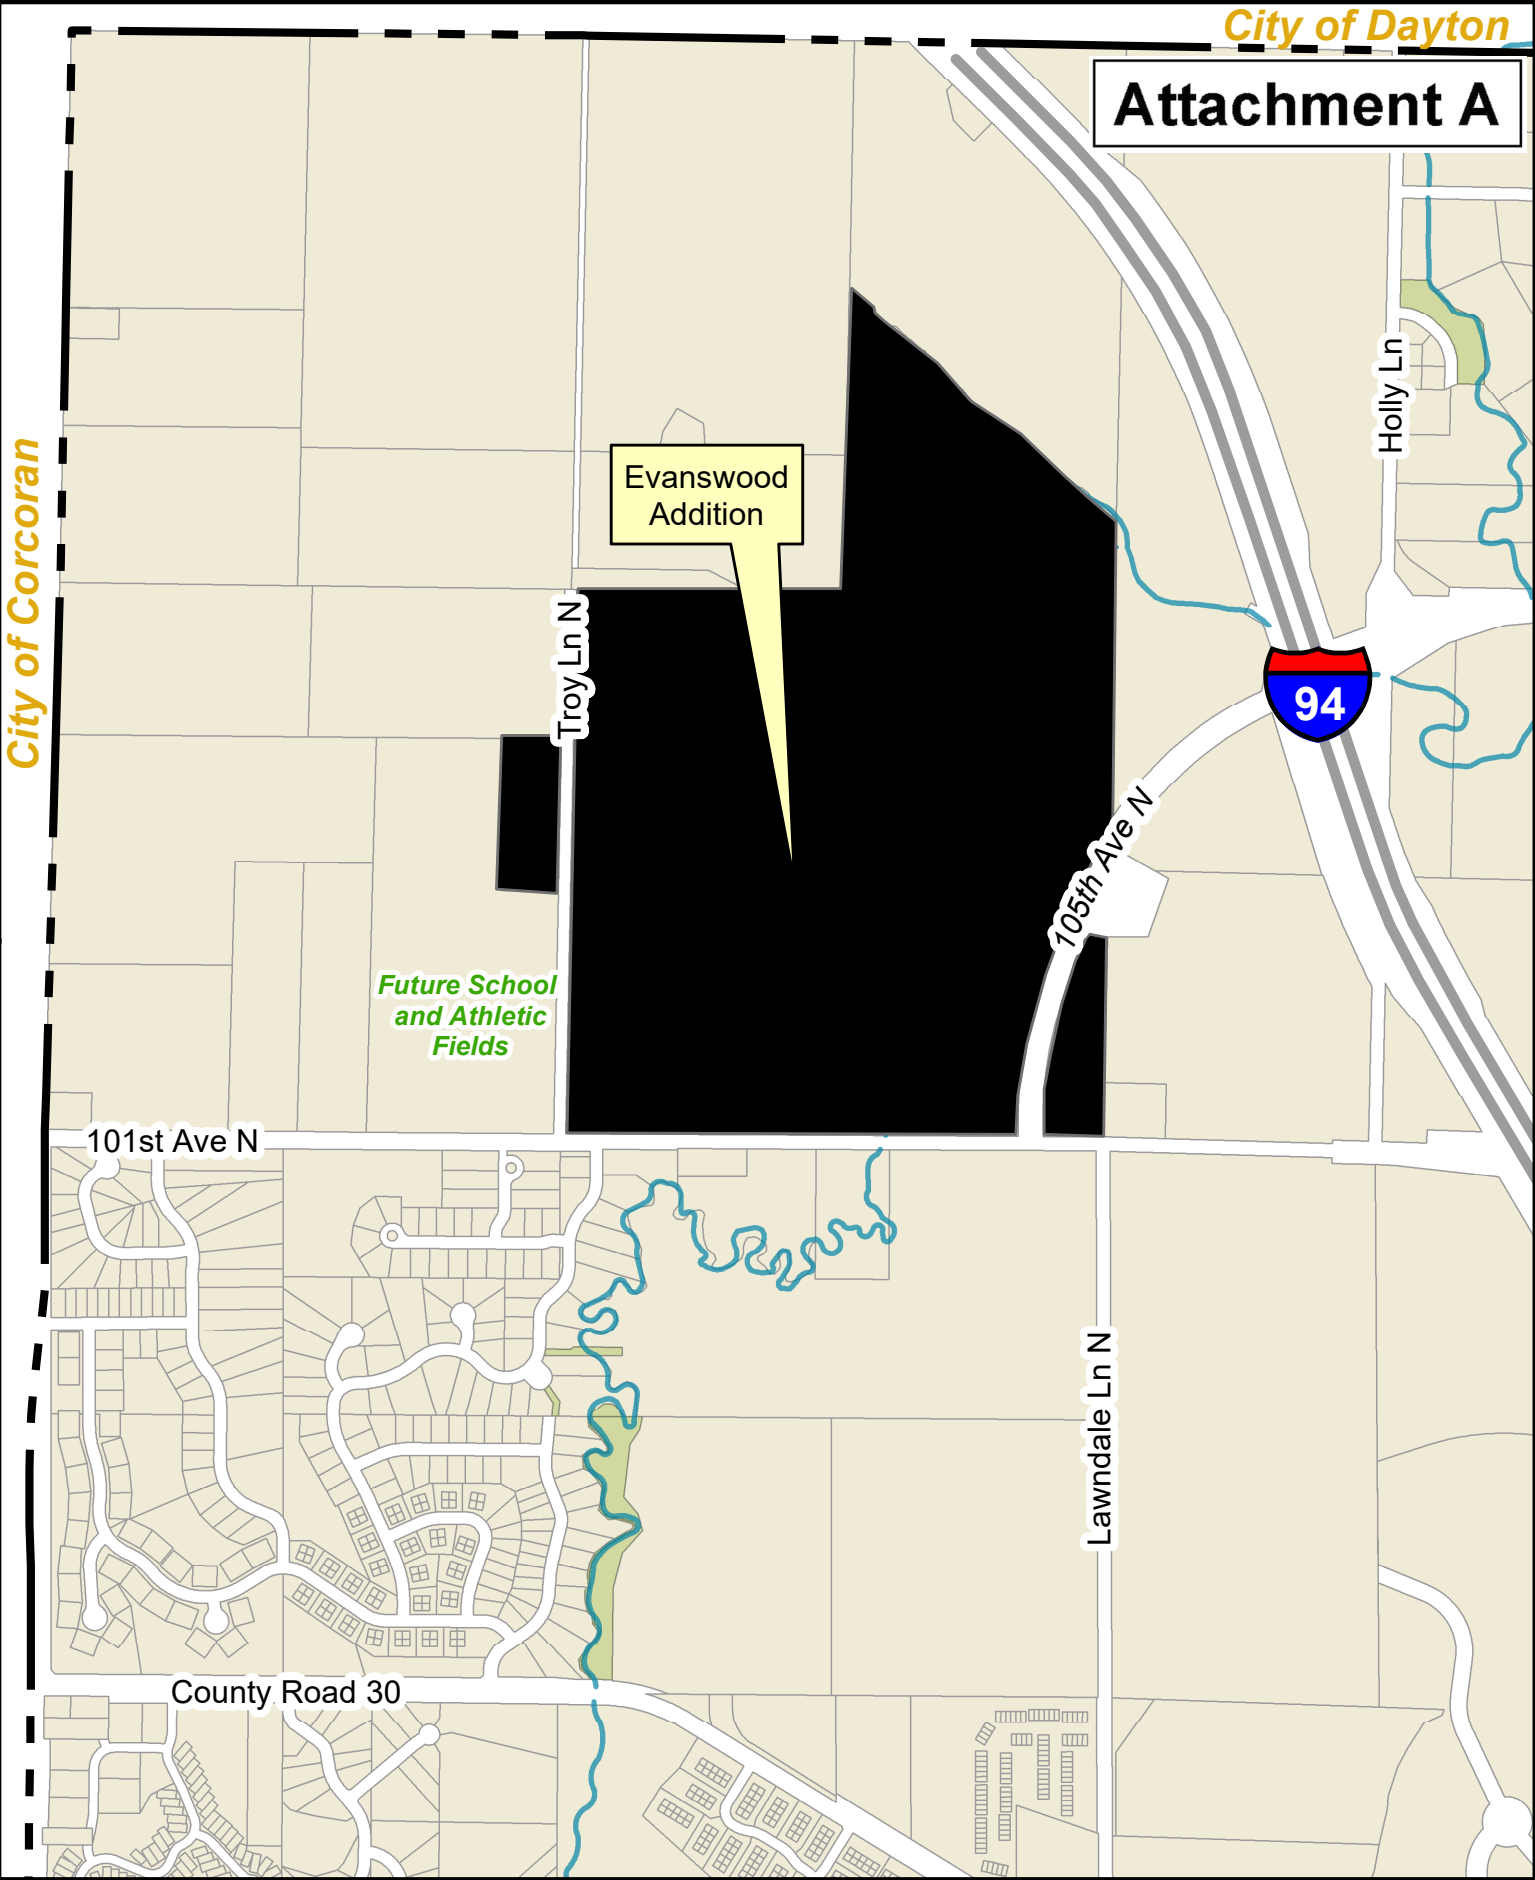 City of Dayton
Attachment A
Holly Ln
City of Corcoran
Evanswood
Addition
Troy Ln N
94
105th Ave N
Future School
and Athletic
Fields
101st Ave N
Lawndale Ln N
County Road 30